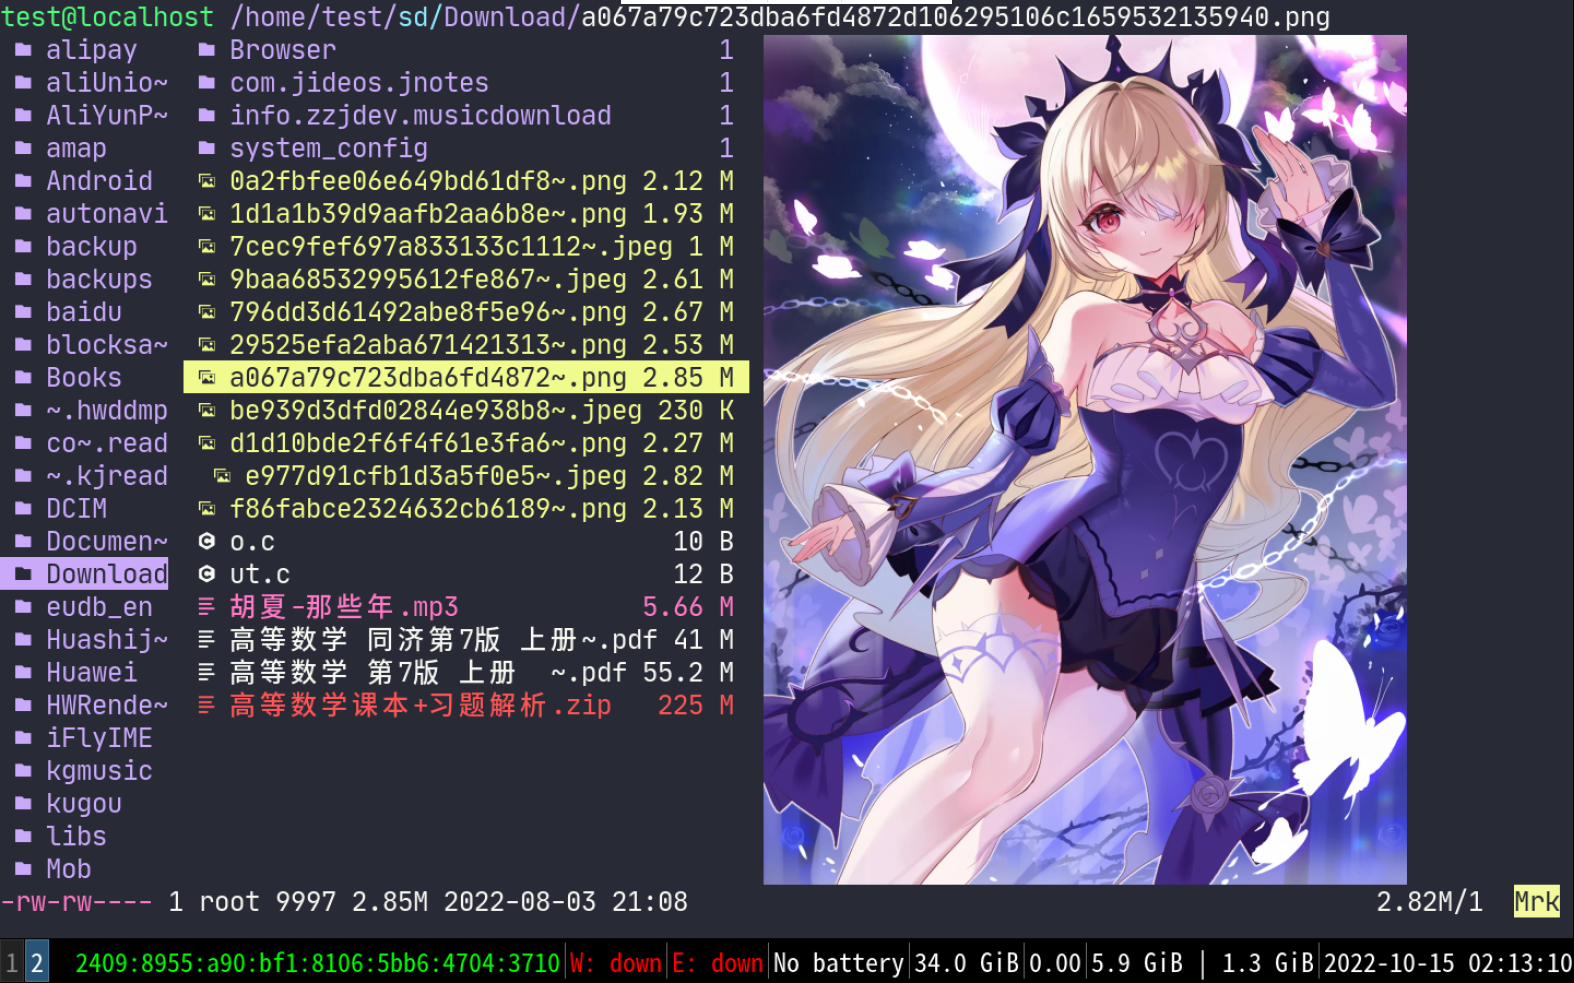 test@localhost /home/test/sd/Download/a067a79c723dba6fd4872d106295106c1659532135940.png
alipay Browser 1
aliUnio~ com.jideos.jnotes 1
AliYunP~ info.zzjdev.musicdownload 1
amap system_config 1
Android 0a2fbfee06e649bd61df8~.png 2.12 M
autonavi 1d1a1b39d9aafb2aa6b8e~.png 1.93 M
backup 7cec9fef697a833133c1112~.jpeg 1 M
backups 9baa68532995612fe867~.jpeg 2.61 M
baidu 796dd3d61492abe8f5e96~.png 2.67 M
blocksa~ 29525efa2aba671421313~.png 2.53 M
Books a067a79c723dba6fd4872~.png 2.85 M
~.hwddmp be939d3dfd02844e938b8~.jpeg 230 K
co~.read d1d10bde2f6f4f61e3fa6~.png 2.27 M
~.kjread e977d91cfb1d3a5f0e5~.jpeg 2.82 M
DCIM f86fabce2324632cb6189~.png 2.13 M
Documen~ o.c 10 B
Download ut.c 12 B
eudb_en 胡夏-那些年.mp3 5.66 M
Huashij~ 高等数学 同济第7版 上册~.pdf 41 M
Huawei 高等数学 第7版 上册 ~.pdf 55.2 M
HWRende~ 高等数学课本+习题解析.zip 225 M
iFlyIME
kgmusic
kugou
libs
Mob
-rw-rw---- 1 root 9997 2.85M 2022-08-03 21:08 2.82M/1 Mrk
1 2 2409:8955:a90:bf1:8106:5bb6:4704:3710 W: down E: down No battery 34.0 GiB 0.00 5.9 GiB | 1.3 GiB 2022-10-15 02:13:10